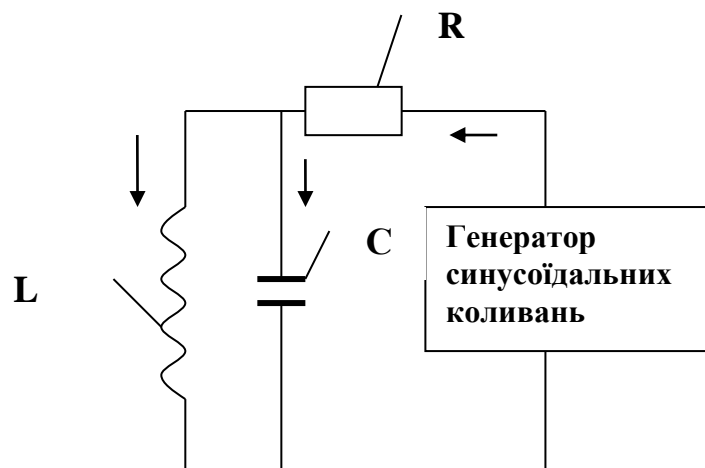 R
C
L
Генератор
синусоїдальних
коливань